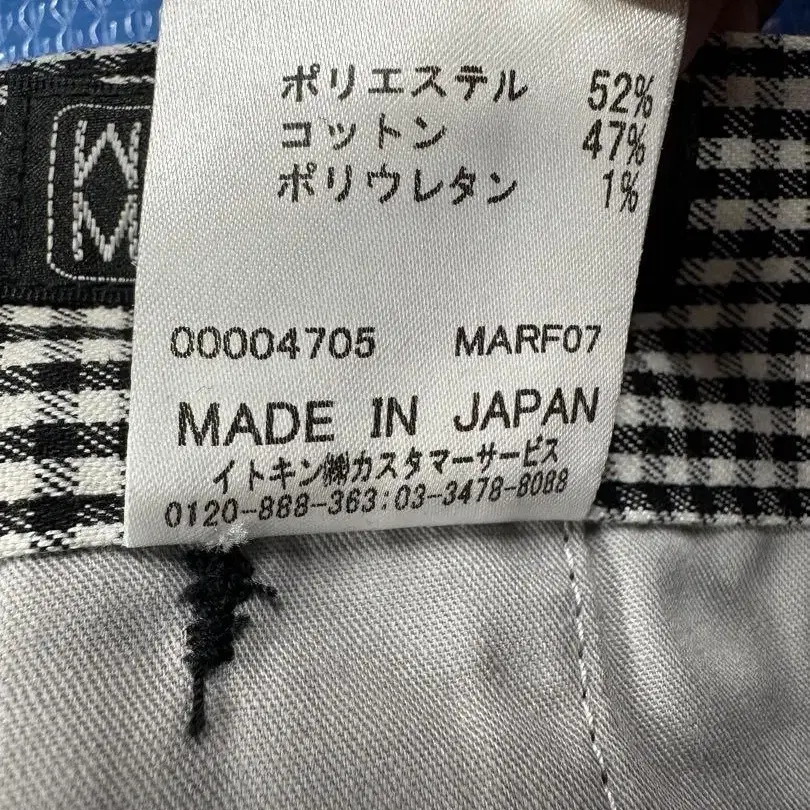 ポリエステル 52%
コットン 47%
ポリウレタン 1%
00004705 MARF07
MADE IN JAPAN
イトキン㈱カスタマーサービス
0120-888-363:03-3478-8088